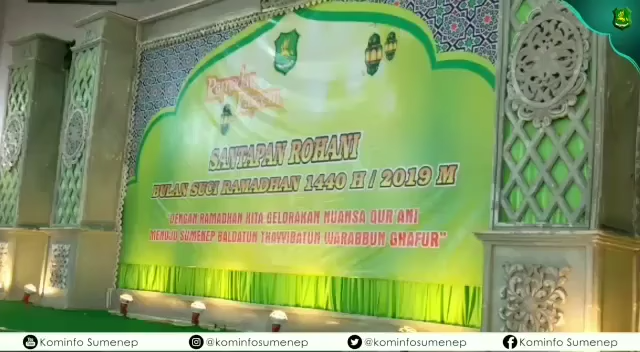 Ramadan
SANTAPAN ROHANI
BULAN SUCI RAMADHAN 1440 H / 2019 M
DENGAN RAMADHAN KITA GELORAKAN NUANSA QUR ANI
MENUJU SUMENEP BALDATUN THAYYIBATUN WARABBUN GHAFUR"
Kominfo Sumenep
@kominfosumenep
@kominfosumenep
Kominfo Sumenep